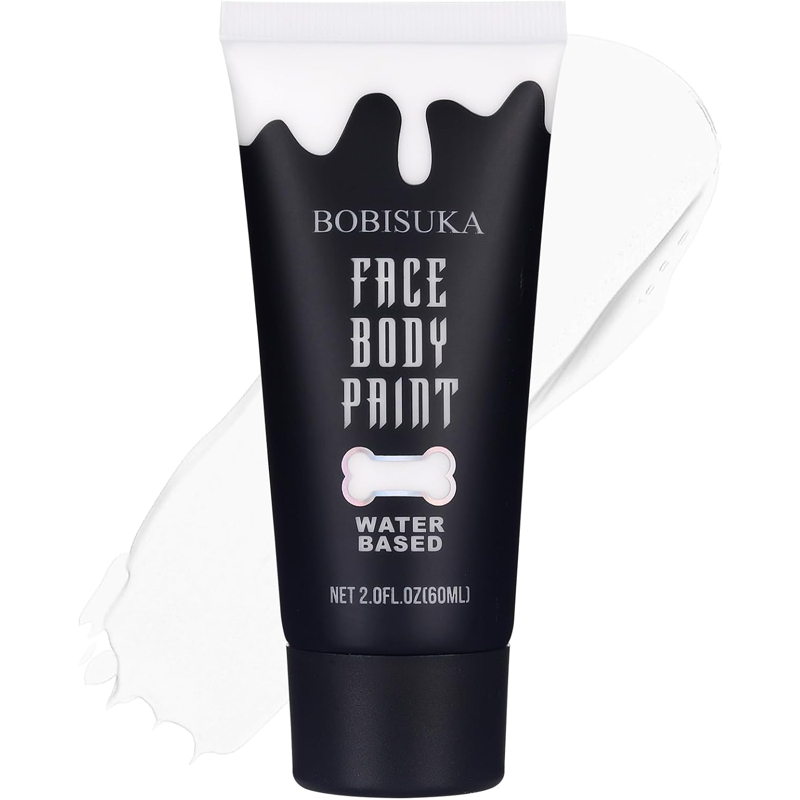 BOBISUKA
FACE
BODY
PAINT
WATER
BASED
NET 2.0FL.OZ(60ML)